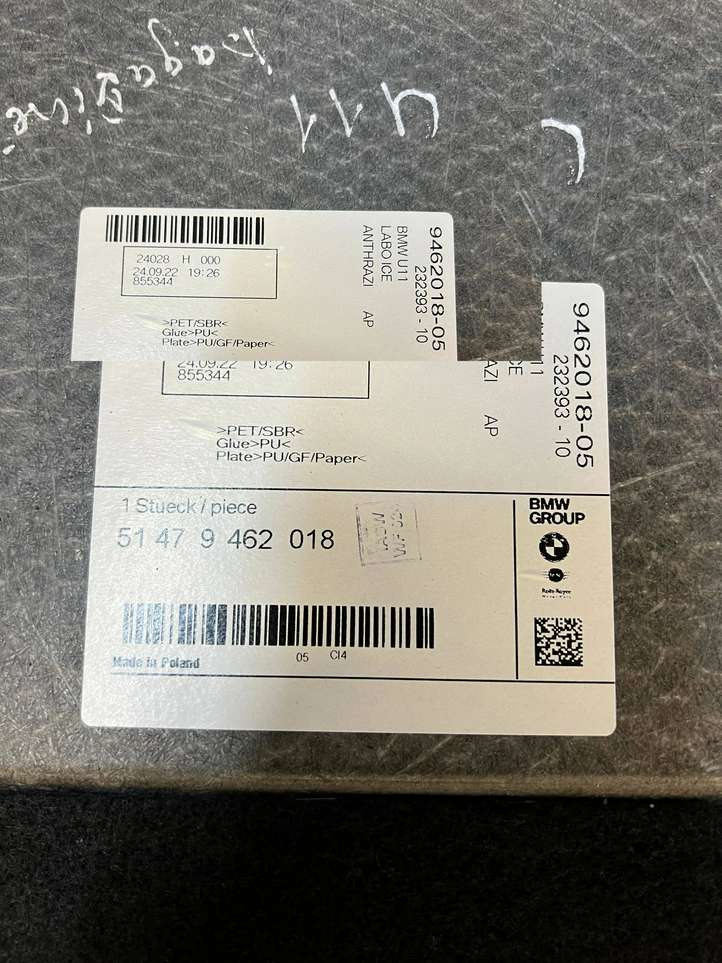 411
24028 H 000
24.09.22 19:26
855344
>PET/SBR<
Glue>PU<
Plate>PU/GF/Paper<
9462018-05
232393 - 10
BMW U11
LABO ICE
ANTHRAZI AP
24.09.22 19:26
855344
>PET/SBR<
Glue>PU<
Plate>PU/GF/Paper<
9462018-05
232393 - 10
U11
CE
AZI AP
1 Stueck / piece
51 47 9 462 018
BMW
GROUP
Made in Poland
05 CI4